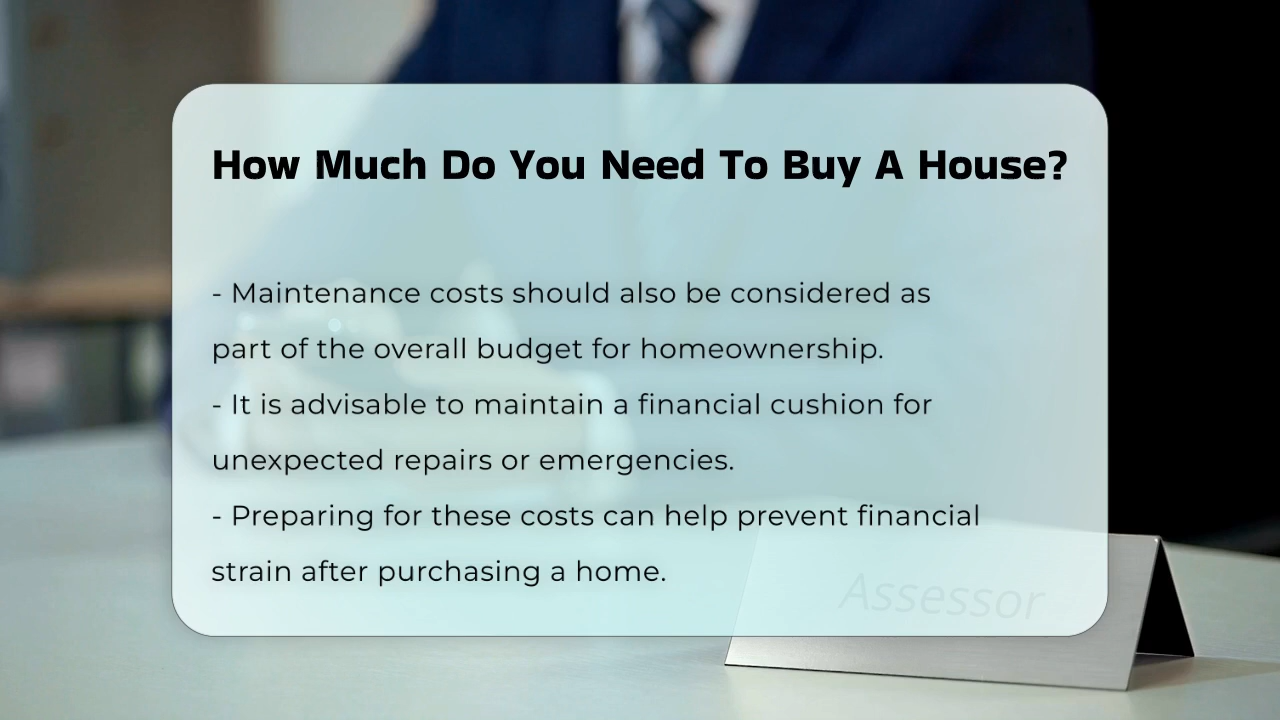 How Much Do You Need To Buy A House?
- Maintenance costs should also be considered as
part of the overall budget for homeownership.
- It is advisable to maintain a financial cushion for
unexpected repairs or emergencies.
- Preparing for these costs can help prevent financial
strain after purchasing a home.
Assessor